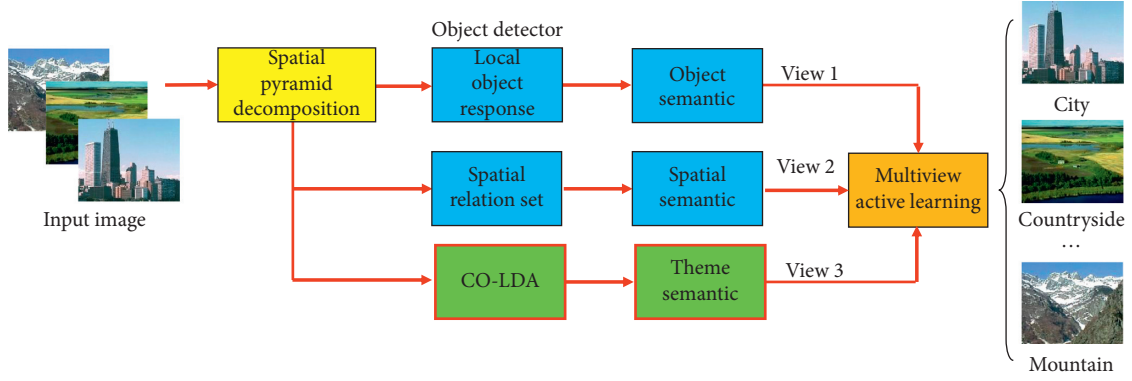 Input image
Spatial
pyramid
decomposition
Object detector
Local
object
response
Object
semantic
View 1
Spatial
relation set
Spatial
semantic
View 2
CO-LDA
Theme
semantic
View 3
Multiview
active learning
City
Countryside
...
Mountain